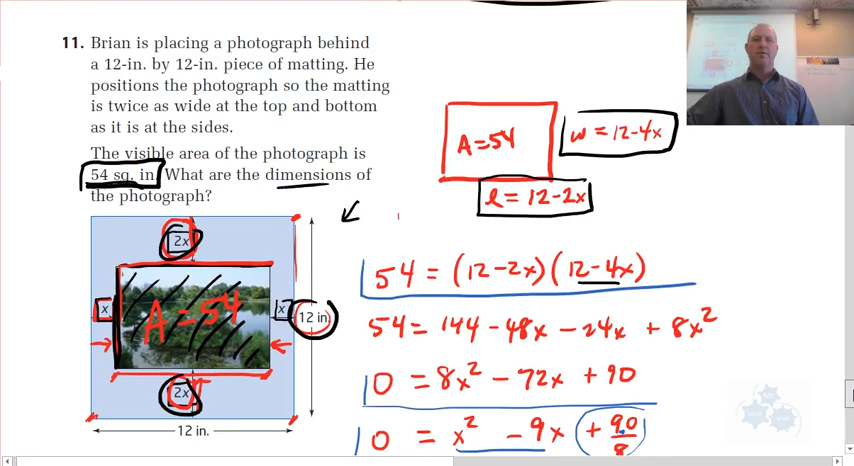 11. Brian is placing a photograph behind
a 12-in. by 12-in. piece of matting. He
positions the photograph so the matting
is twice as wide at the top and bottom
as it is at the sides.
The visible area of the photograph is
54 sq. in. What are the dimensions of
the photograph?
A=54
w = 12-4x
l = 12-2x
2x
x
A=54
x
12 in.
2x
12 in.
54 = (12-2x)(12-4x)
54 = 144 - 48x - 24x + 8x²
0 = 8x² - 72x + 90
0 = x² - 9x + 90/8